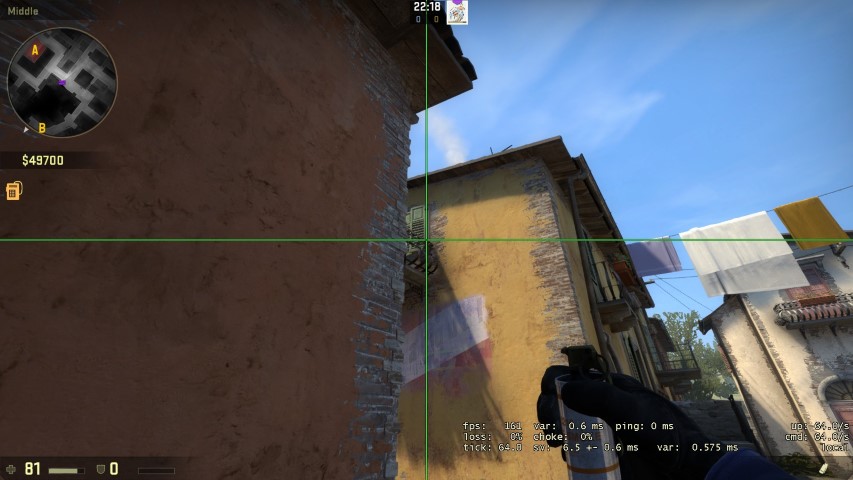 Middle
22:18
0 0
A
B
$49700
fps: 161 var: 0.6 ms ping: 0 ms
loss: 0% choke: 0%
tick: 64.0 sv: 6.5 +- 0.6 ms var: 0.575 ms
up: 64.0/s
cmd: 64.0/s
local
81
0